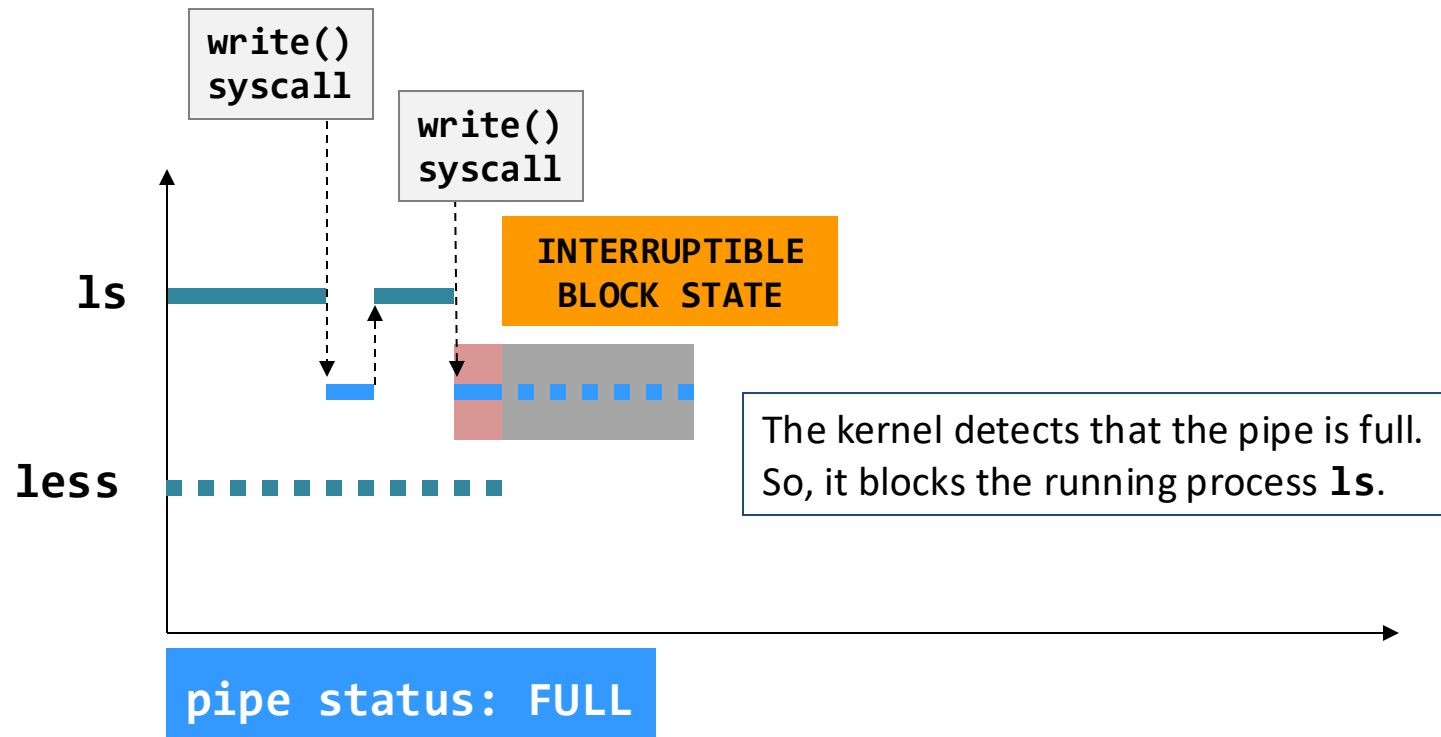 write()
syscall
write()
syscall
INTERRUPTIBLE
BLOCK STATE
ls
less
The kernel detects that the pipe is full.
So, it blocks the running process ls.
pipe status: FULL